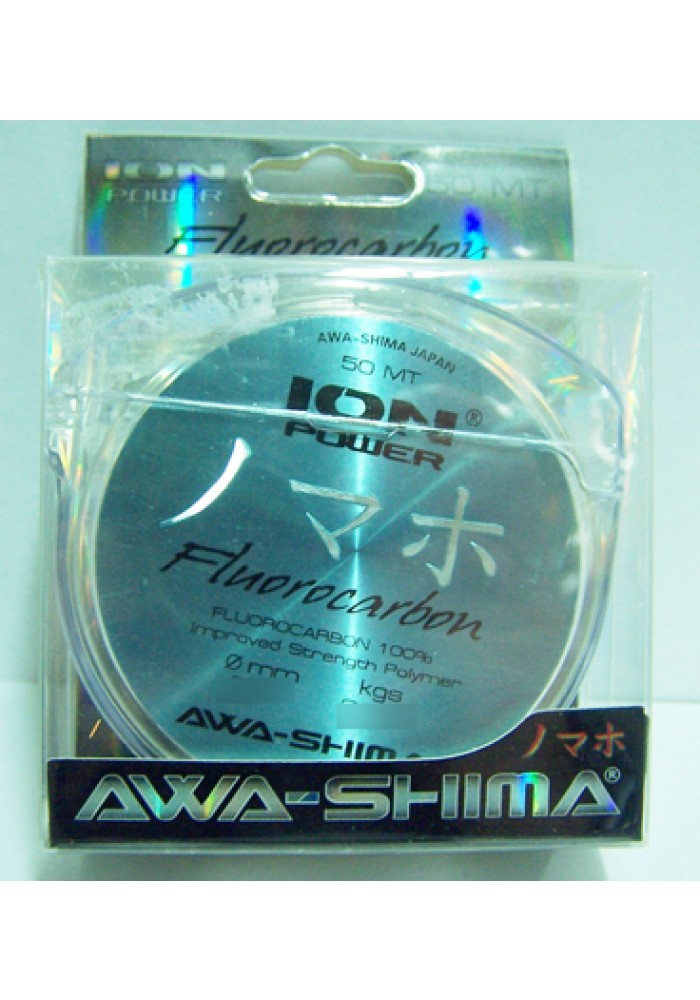 ION
POWER
50 MT
Fluorocarbon
AWA-SHIMA JAPAN
50 MT
ION®
POWER
ノマホ
Fluorocarbon
FLUOROCARBON 100%
Improved Strength Polymer
Ø mm kgs
AWA-SHIMA
ノマホ
AWA-SHIMA®